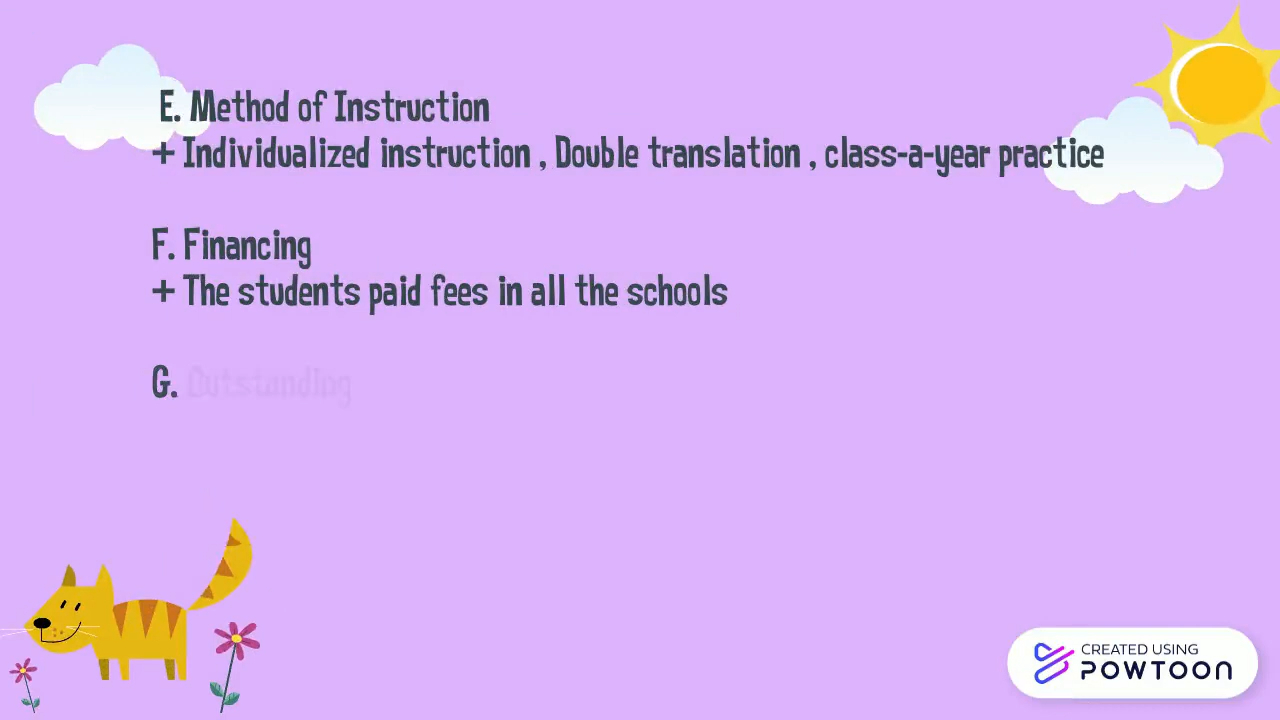 E. Method of Instruction
+ Individualized instruction , Double translation , class-a-year practice
F. Financing
+ The students paid fees in all the schools
G. Outstanding
CREATED USING
POWTOON